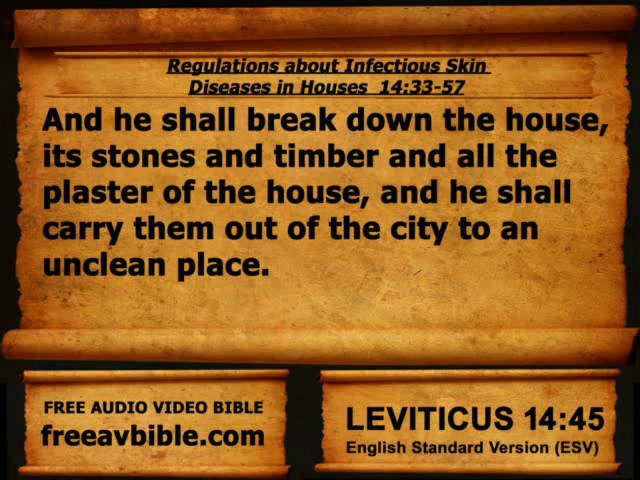 Regulations about Infectious Skin
Diseases in Houses 14:33-57
And he shall break down the house,
its stones and timber and all the
plaster of the house, and he shall
carry them out of the city to an
unclean place.
FREE AUDIO VIDEO BIBLE
freeavbible.com
LEVITICUS 14:45
English Standard Version (ESV)